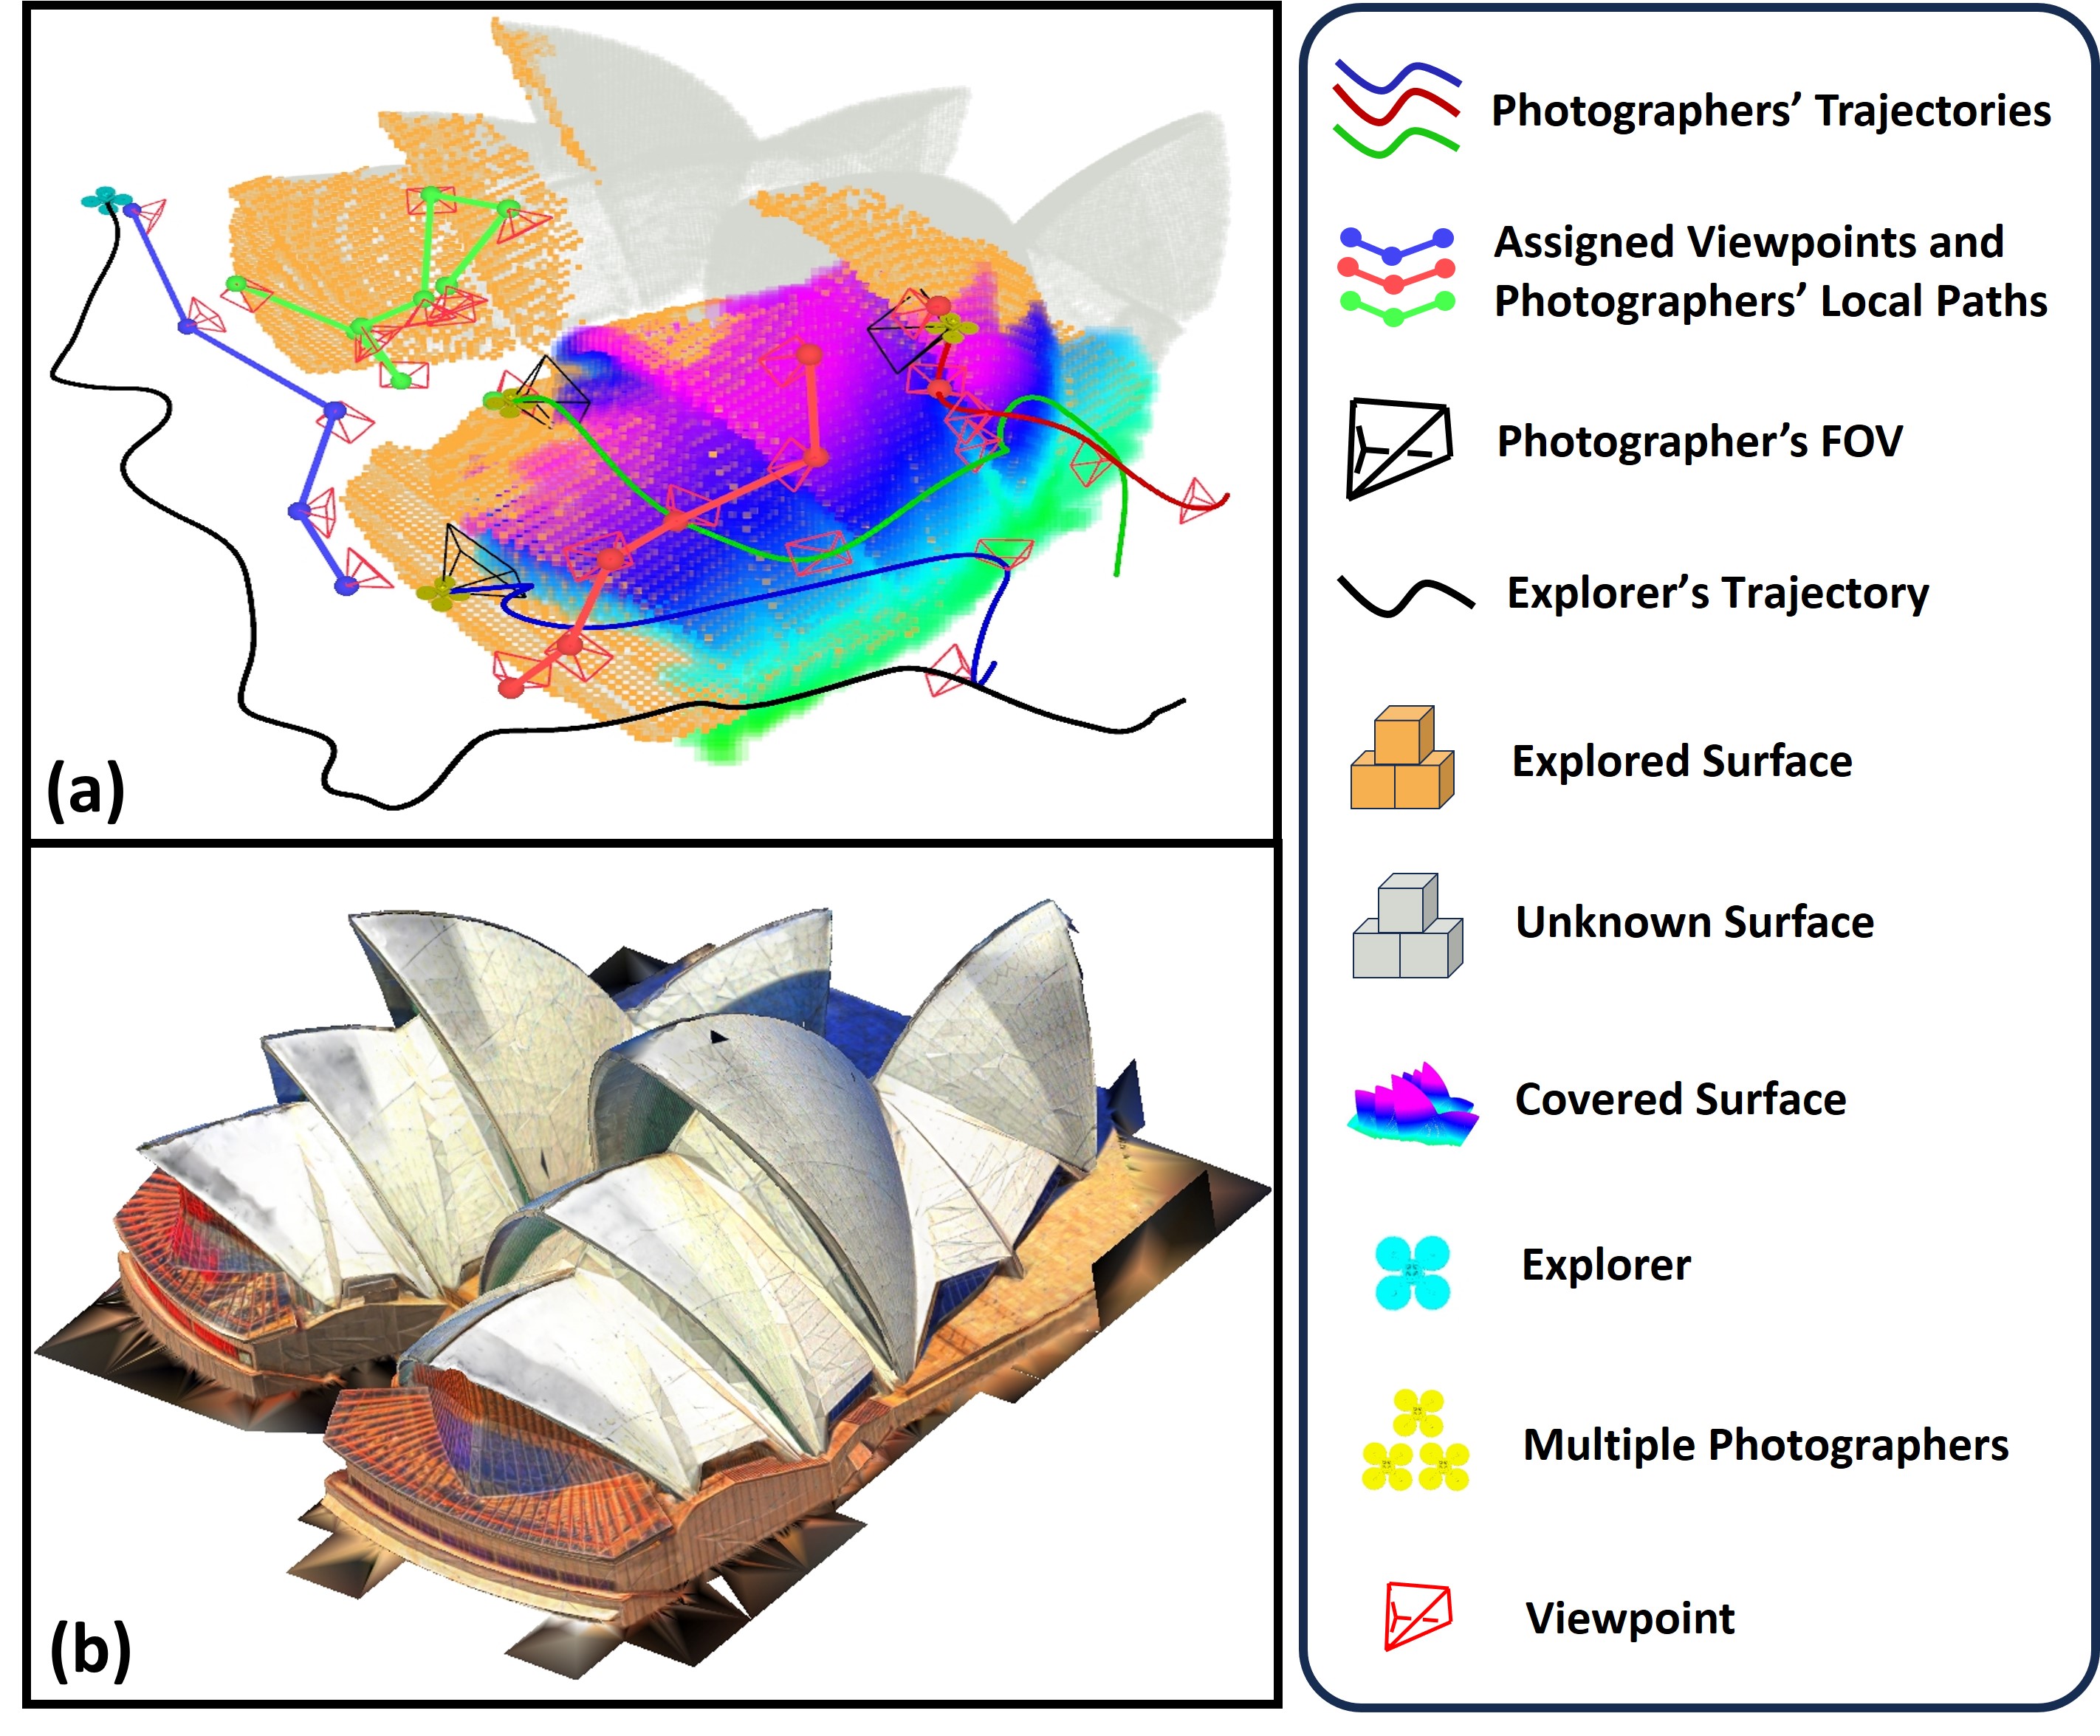 (a)
(b)
Photographers’ Trajectories
Assigned Viewpoints and
Photographers’ Local Paths
Photographer’s FOV
Explorer’s Trajectory
Explored Surface
Unknown Surface
Covered Surface
Explorer
Multiple Photographers
Viewpoint